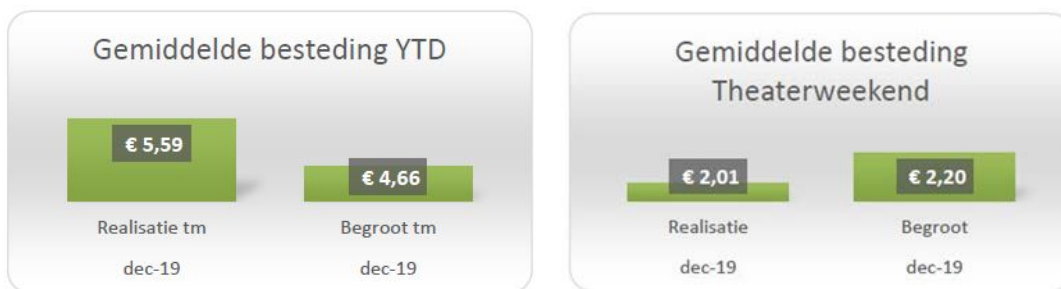 Gemiddelde besteding YTD
€ 5,59
€ 4,66
Realisatie tm
Begroot tm
dec-19
dec-19
Gemiddelde besteding
Theaterweekend
€ 2,01
€ 2,20
Realisatie
Begroot
dec-19
dec-19